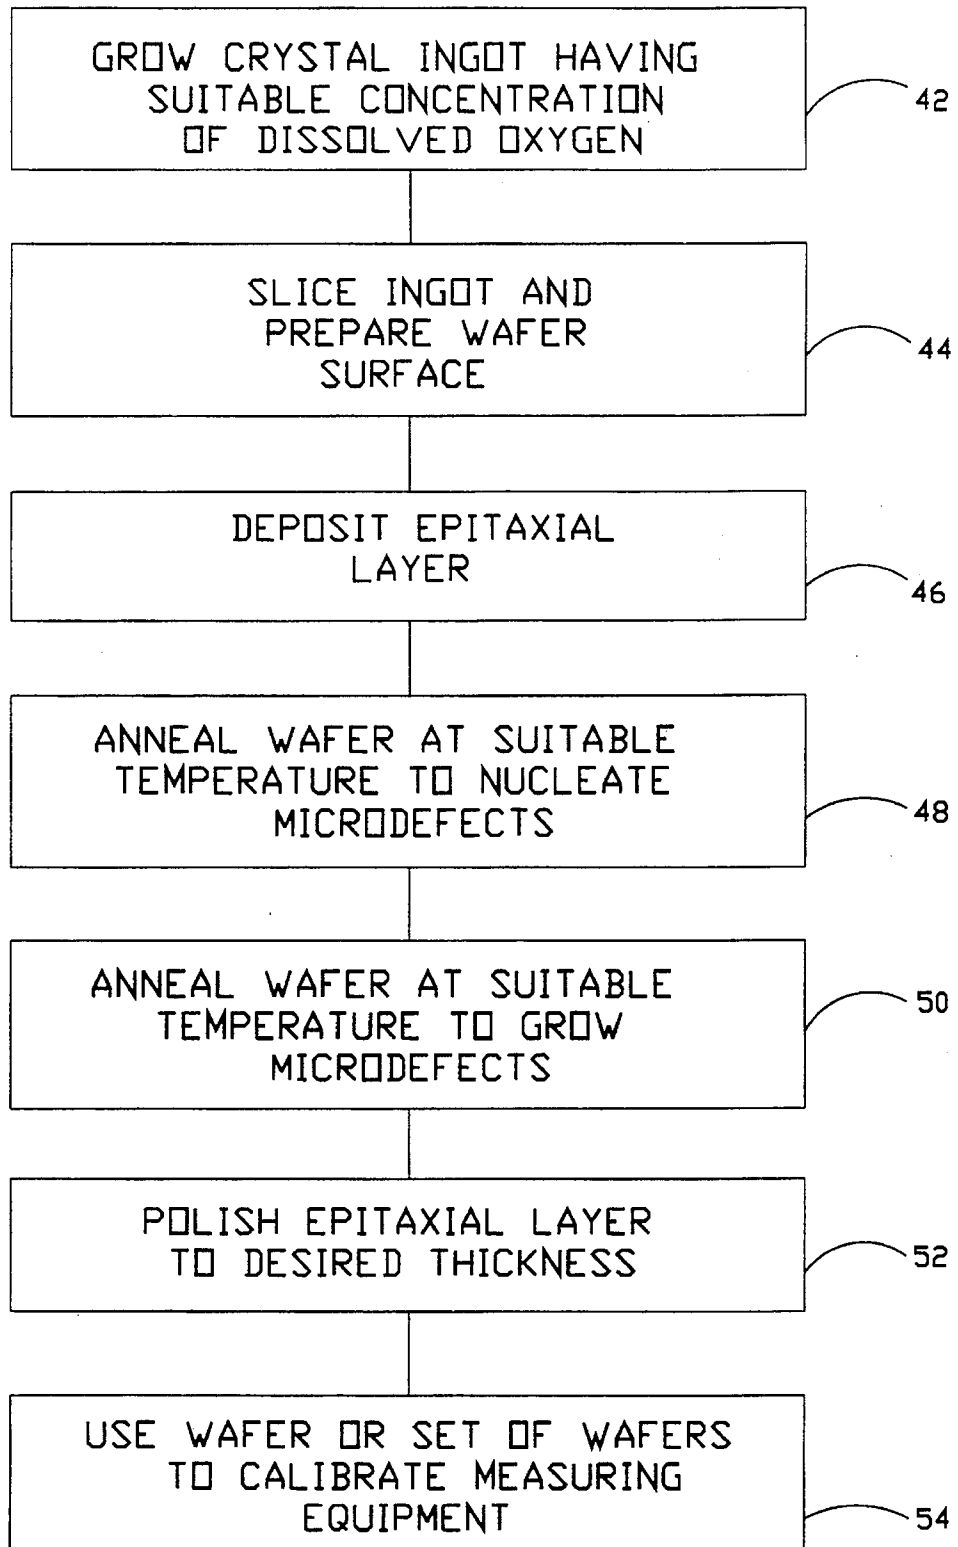 GROW CRYSTAL INGOT HAVING
SUITABLE CONCENTRATION
OF DISSOLVED OXYGEN
42
SLICE INGOT AND
PREPARE WAFER
SURFACE
44
DEPOSIT EPITAXIAL
LAYER
46
ANNEAL WAFER AT SUITABLE
TEMPERATURE TO NUCLEATE
MICRODEFECTS
48
ANNEAL WAFER AT SUITABLE
TEMPERATURE TO GROW
MICRODEFECTS
50
POLISH EPITAXIAL LAYER
TO DESIRED THICKNESS
52
USE WAFER OR SET OF WAFERS
TO CALIBRATE MEASURING
EQUIPMENT
54